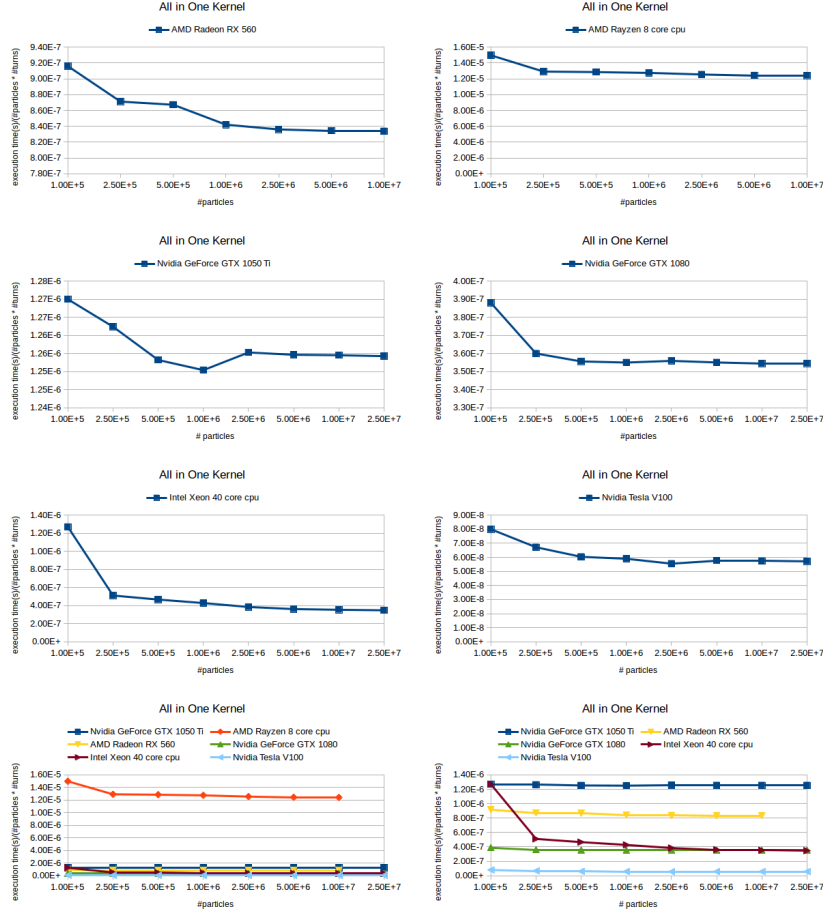 All in One Kernel
AMD Radeon RX 560
execution time(s)/(#particles * #turns)
9.40E-7
9.20E-7
9.00E-7
8.80E-7
8.60E-7
8.40E-7
8.20E-7
8.00E-7
7.80E-7
1.00E+5 2.50E+5 5.00E+5 1.00E+6 2.50E+6 5.00E+6 1.00E+7
#particles
All in One Kernel
AMD Rayzen 8 core cpu
execution time(s)/(#particles * #turns)
1.60E-5
1.40E-5
1.20E-5
1.00E-5
8.00E-6
6.00E-6
4.00E-6
2.00E-6
0.00E+
1.00E+5 2.50E+5 5.00E+5 1.00E+6 2.50E+6 5.00E+6 1.00E+7
#particles
All in One Kernel
Nvidia GeForce GTX 1050 Ti
execution time(s)/(#particles * #turns)
1.28E-6
1.27E-6
1.26E-6
1.26E-6
1.25E-6
1.25E-6
1.24E-6
1.00E+5 2.50E+5 5.00E+5 1.00E+6 2.50E+6 5.00E+6 1.00E+7 2.50E+7
# particles
All in One Kernel
Nvidia GeForce GTX 1080
execution time(s)/(#particles * #turns)
4.00E-7
3.90E-7
3.80E-7
3.70E-7
3.60E-7
3.50E-7
3.40E-7
3.30E-7
1.00E+5 2.50E+5 5.00E+5 1.00E+6 2.50E+6 5.00E+6 1.00E+7 2.50E+7
# particles
All in One Kernel
Intel Xeon 40 core cpu
execution time(s)/(#particles * #turns)
1.40E-6
1.20E-6
1.00E-6
8.00E-7
6.00E-7
4.00E-7
2.00E-7
0.00E+
1.00E+5 2.50E+5 5.00E+5 1.00E+6 2.50E+6 5.00E+6 1.00E+7 2.50E+7
#particles
All in One Kernel
Nvidia Tesla V100
execution time(s)/(#particles * #turns)
9.00E-8
8.00E-8
7.00E-8
6.00E-8
5.00E-8
4.00E-8
3.00E-8
2.00E-8
1.00E-8
0.00E+
1.00E+5 2.50E+5 5.00E+5 1.00E+6 2.50E+6 5.00E+6 1.00E+7 2.50E+7
# particles
All in One Kernel
Nvidia GeForce GTX 1050 Ti AMD Rayzen 8 core cpu
AMD Radeon RX 560 Nvidia GeForce GTX 1080
Intel Xeon 40 core cpu Nvidia Tesla V100
execution time(s)/(#particles * #turns)
1.60E-5
1.40E-5
1.20E-5
1.00E-5
8.00E-6
6.00E-6
4.00E-6
2.00E-6
0.00E+
1.00E+5 2.50E+5 5.00E+5 1.00E+6 2.50E+6 5.00E+6 1.00E+7 2.50E+7
#particles
All in One Kernel
Nvidia GeForce GTX 1050 Ti AMD Radeon RX 560
Nvidia GeForce GTX 1080 Intel Xeon 40 core cpu
Nvidia Tesla V100
execution time(s)/(#particles * #turns)
1.40E-6
1.20E-6
1.00E-6
8.00E-7
6.00E-7
4.00E-7
2.00E-7
0.00E+
1.00E+5 2.50E+5 5.00E+5 1.00E+6 2.50E+6 5.00E+6 1.00E+7 2.50E+7
#particles